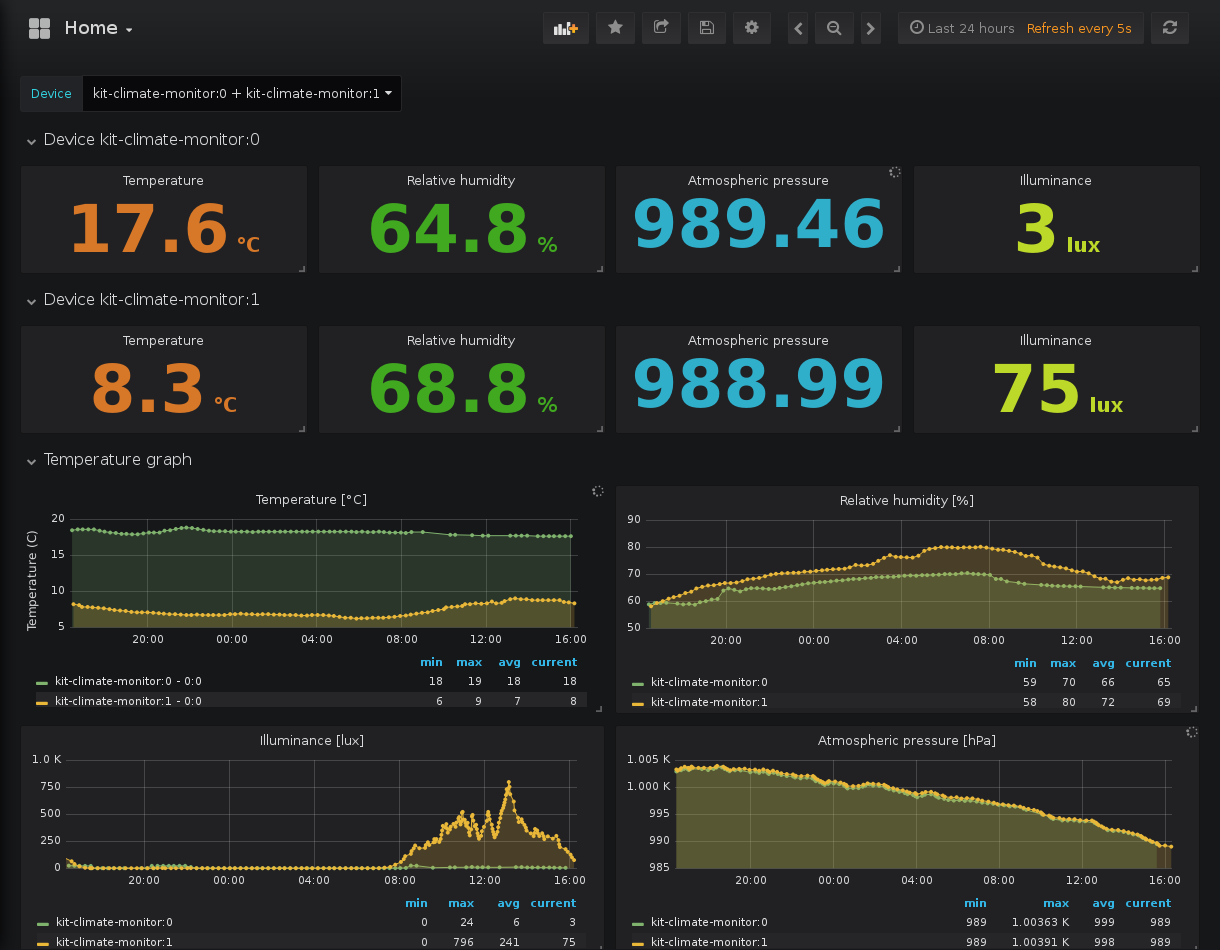 Home
Last 24 hours Refresh every 5s
Device kit-climate-monitor:0 + kit-climate-monitor:1
Device kit-climate-monitor:0
Temperature Relative humidity Atmospheric pressure Illuminance
17.6 °C 64.8 % 989.46 3 lux
Device kit-climate-monitor:1
Temperature Relative humidity Atmospheric pressure Illuminance
8.3 °C 68.8 % 988.99 75 lux
Temperature graph
Temperature [°C]
Temperature (C)
20
15
10
5
20:00 00:00 04:00 08:00 12:00 16:00
min max avg current
kit-climate-monitor:0 - 0:0 18 19 18 18
kit-climate-monitor:1 - 0:0 6 9 7 8
Relative humidity [%]
90
80
70
60
50
20:00 00:00 04:00 08:00 12:00 16:00
min max avg current
kit-climate-monitor:0 59 70 66 65
kit-climate-monitor:1 58 80 72 69
Illuminance [lux]
1.0 K
750
500
250
0
20:00 00:00 04:00 08:00 12:00 16:00
min max avg current
kit-climate-monitor:0 0 24 6 3
kit-climate-monitor:1 0 796 241 75
Atmospheric pressure [hPa]
1.005 K
1.000 K
995
990
985
20:00 00:00 04:00 08:00 12:00 16:00
min max avg current
kit-climate-monitor:0 989 1.00363 K 999 989
kit-climate-monitor:1 989 1.00391 K 998 989